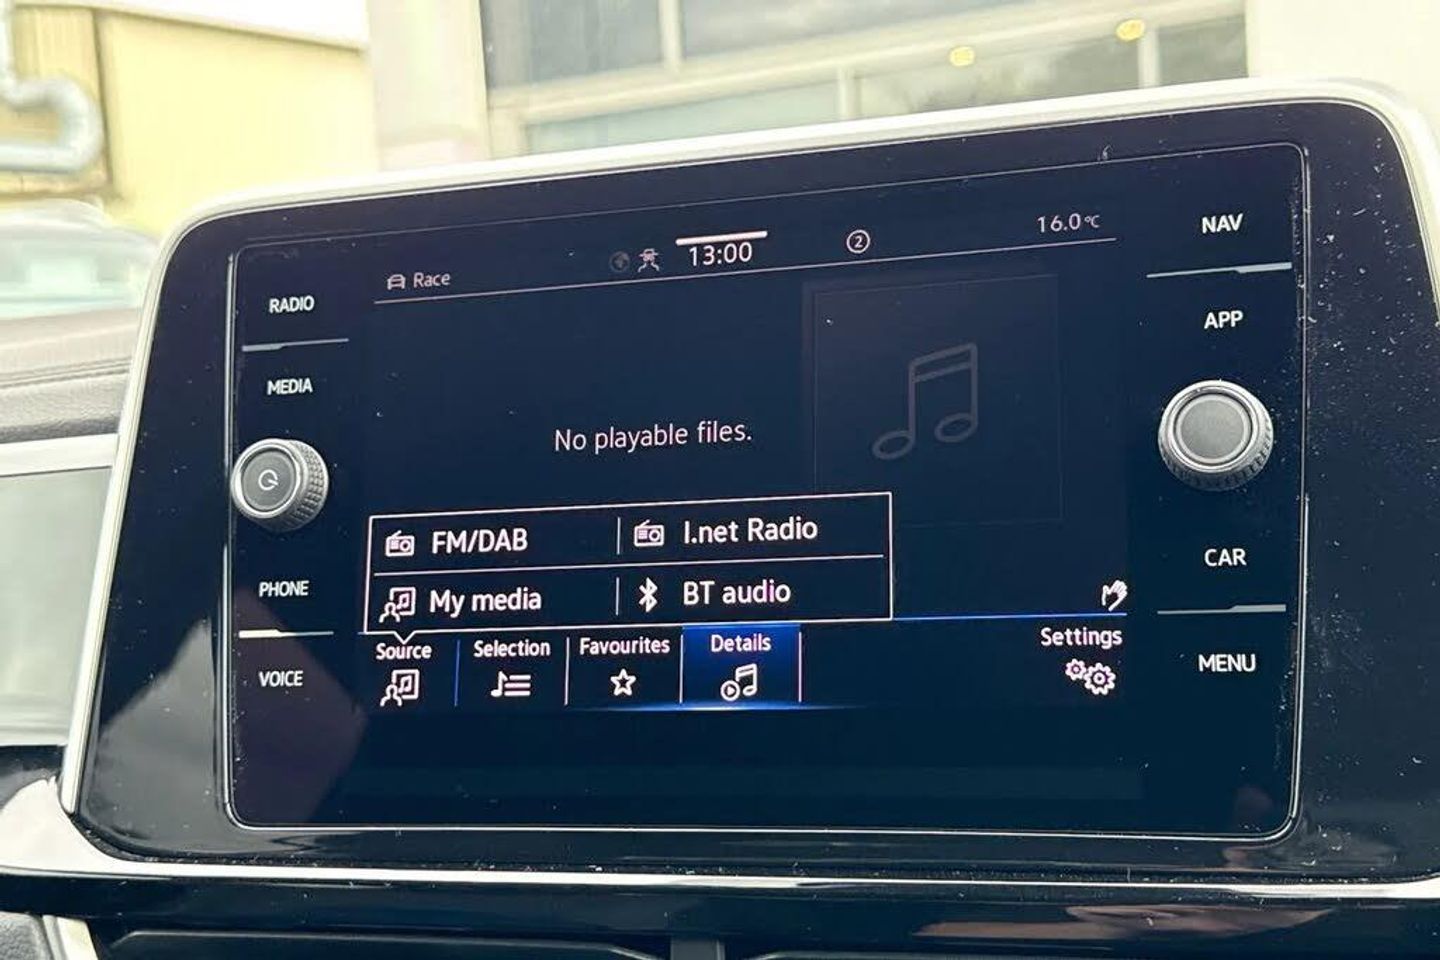 RADIO
MEDIA
PHONE
VOICE
Race
13:00
2
16.0°C
No playable files.
FM/DAB
I.net Radio
My media
BT audio
Source
Selection
Favourites
Details
Settings
NAV
APP
CAR
MENU